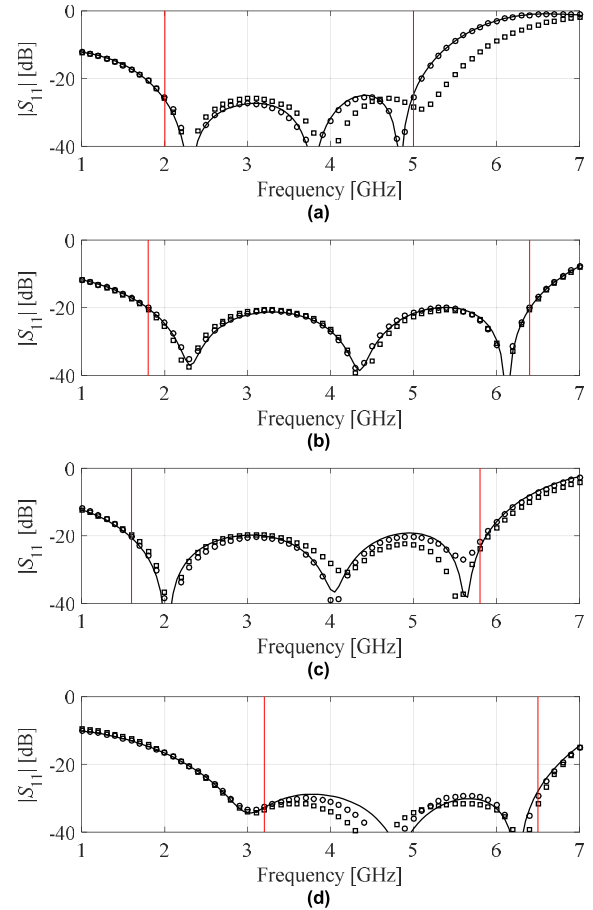 |S11| [dB]
0
-20
-40
1 2 3 4 5 6 7
Frequency [GHz]
(a)
|S11| [dB]
0
-20
-40
1 2 3 4 5 6 7
Frequency [GHz]
(b)
|S11| [dB]
0
-20
-40
1 2 3 4 5 6 7
Frequency [GHz]
(c)
|S11| [dB]
0
-20
-40
1 2 3 4 5 6 7
Frequency [GHz]
(d)